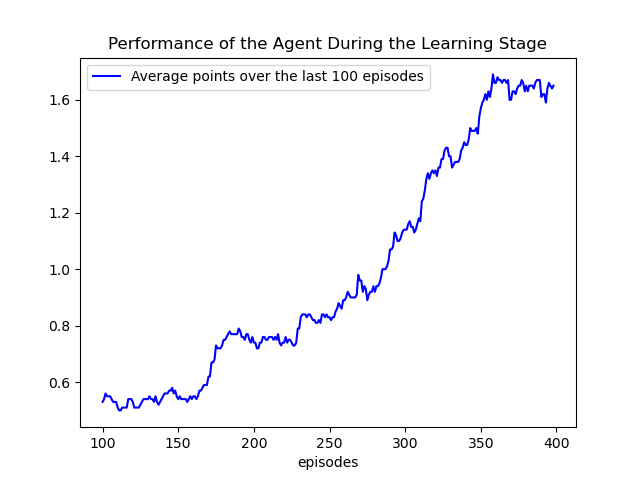 Performance of the Agent During the Learning Stage
Average points over the last 100 episodes
1.6
1.4
1.2
1.0
0.8
0.6
100 150 200 250 300 350 400
episodes